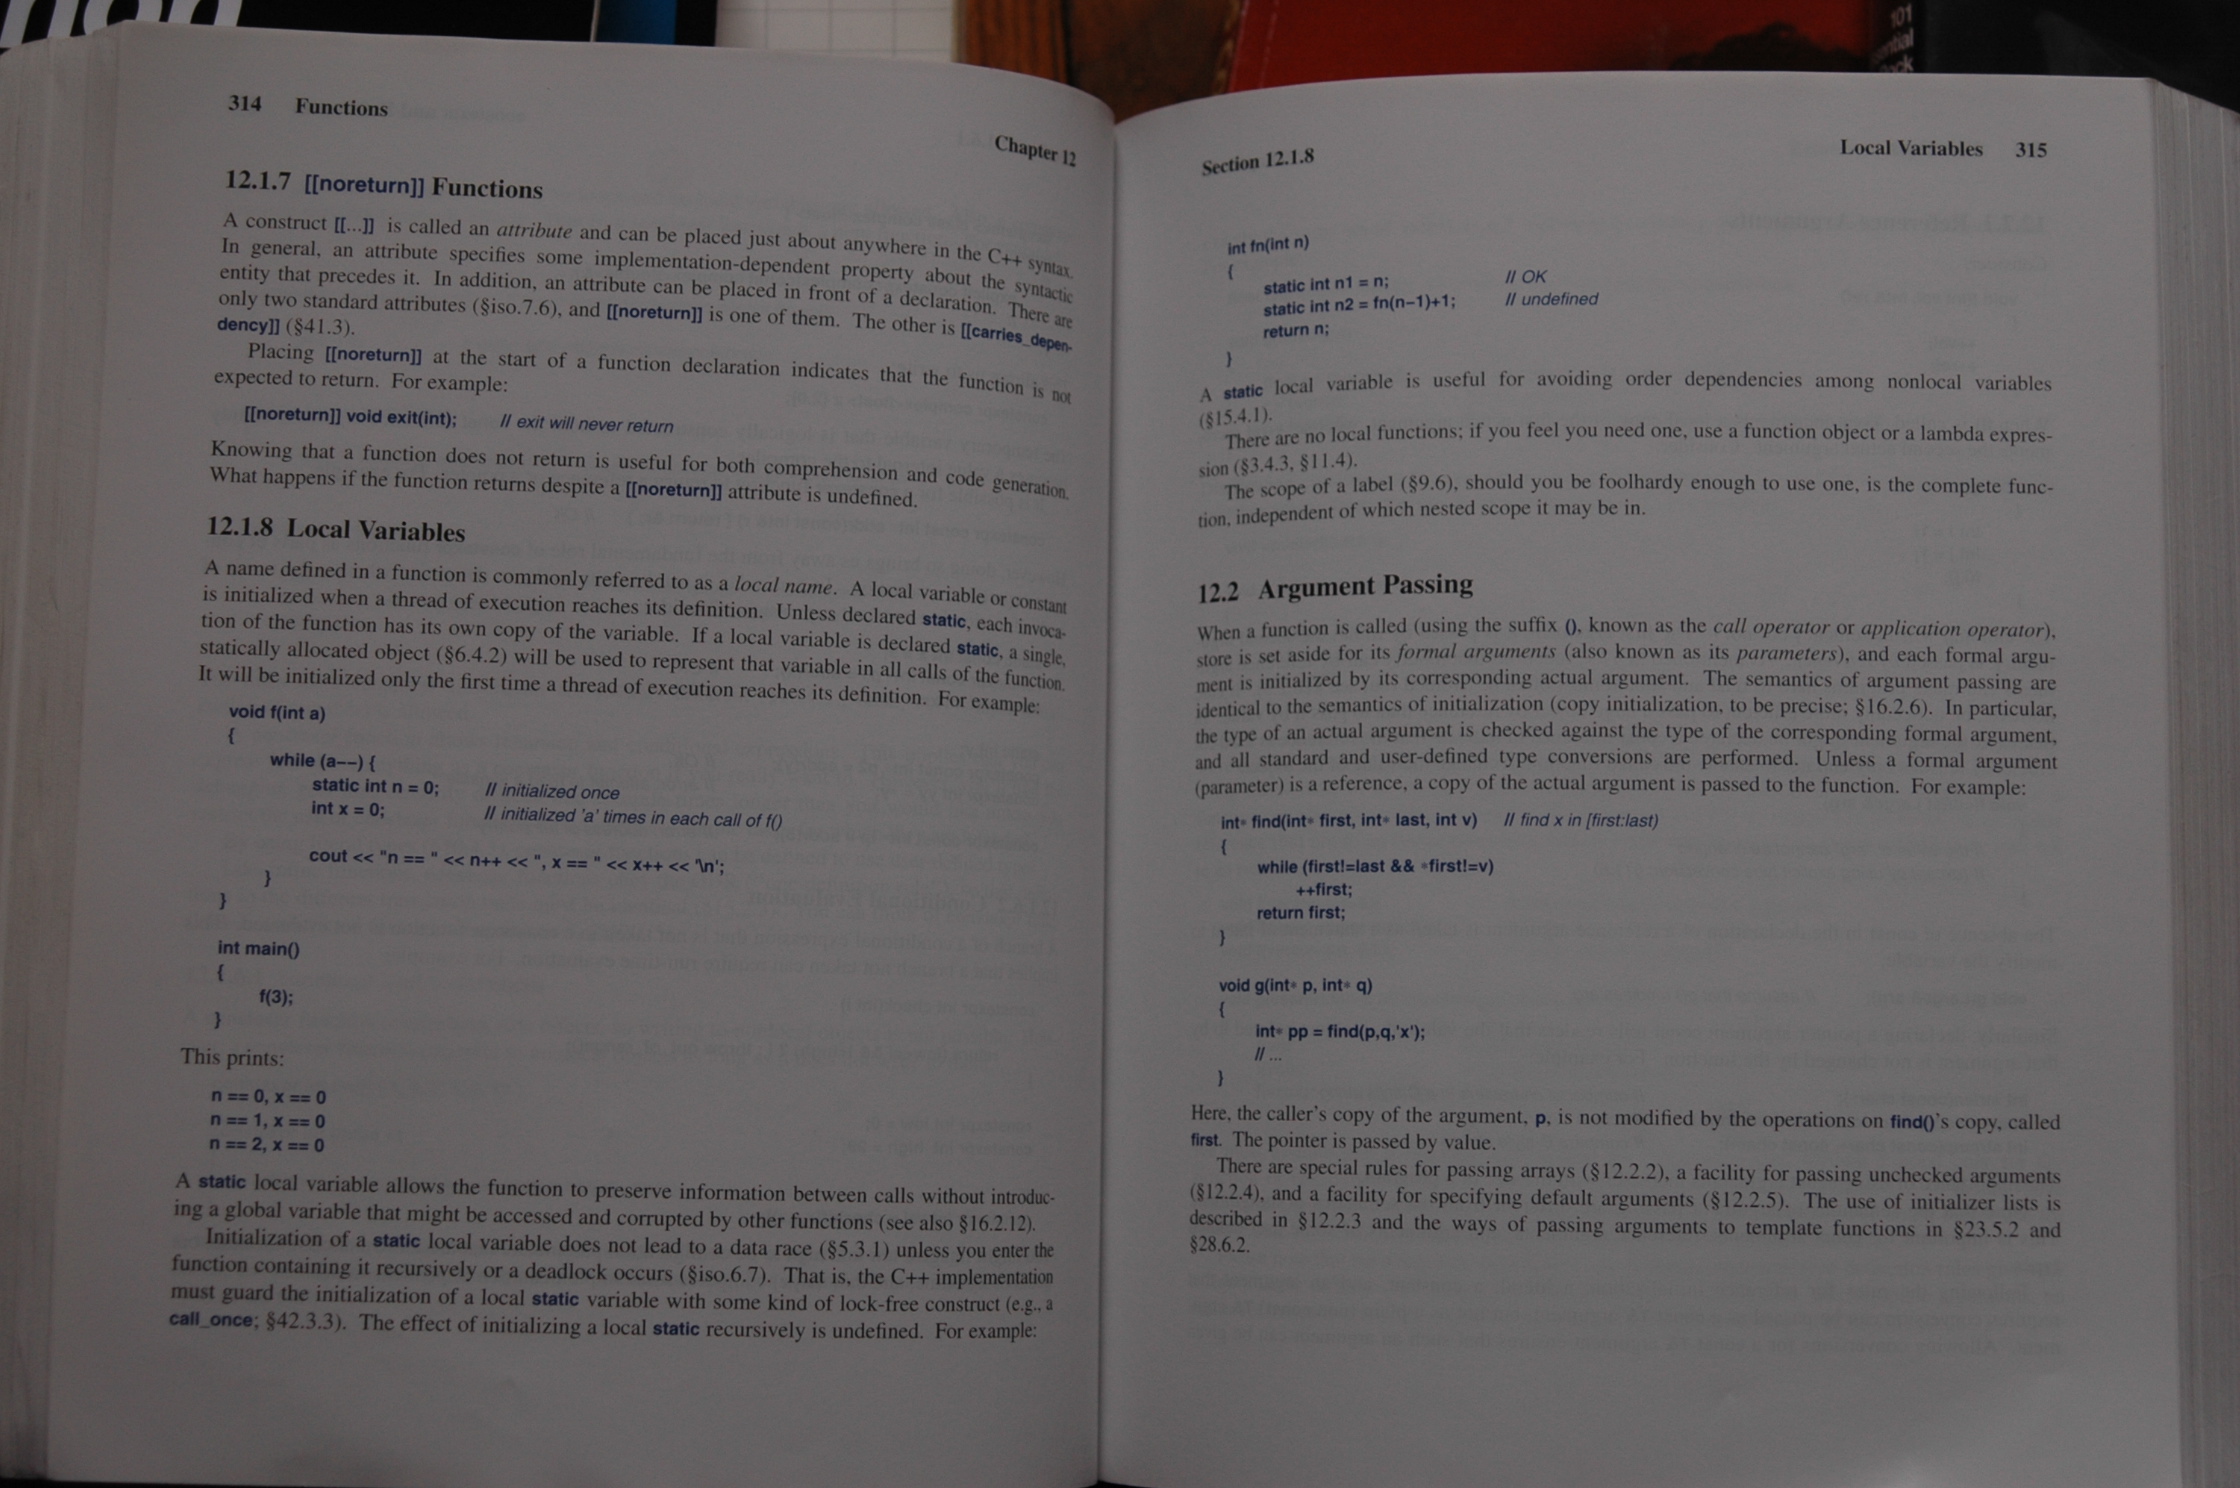 non
101
ential
ck
314 Functions
Chapter 12
12.1.7 [[noreturn]] Functions
A construct [[...]] is called an attribute and can be placed just about anywhere in the C++ syntax.
In general, an attribute specifies some implementation-dependent property about the syntactic
entity that precedes it. In addition, an attribute can be placed in front of a declaration. There are
only two standard attributes (§iso.7.6), and [[noreturn]] is one of them. The other is [[carries_depen-
dency]] (§41.3).
Placing [[noreturn]] at the start of a function declaration indicates that the function is not
expected to return. For example:
[[noreturn]] void exit(int); // exit will never return
Knowing that a function does not return is useful for both comprehension and code generation.
What happens if the function returns despite a [[noreturn]] attribute is undefined.
12.1.8 Local Variables
A name defined in a function is commonly referred to as a local name. A local variable or constant
is initialized when a thread of execution reaches its definition. Unless declared static, each invoca-
tion of the function has its own copy of the variable. If a local variable is declared static, a single,
statically allocated object (§6.4.2) will be used to represent that variable in all calls of the function.
It will be initialized only the first time a thread of execution reaches its definition. For example:
void f(int a)
{
while (a--) {
static int n = 0; // initialized once
int x = 0; // initialized 'a' times in each call of f()
cout << "n == " << n++ << ", x == " << x++ << '\n';
}
}
int main()
{
f(3);
}
This prints:
n == 0, x == 0
n == 1, x == 0
n == 2, x == 0
A static local variable allows the function to preserve information between calls without introduc-
ing a global variable that might be accessed and corrupted by other functions (see also §16.2.12).
Initialization of a static local variable does not lead to a data race (§5.3.1) unless you enter the
function containing it recursively or a deadlock occurs (§iso.6.7). That is, the C++ implementation
must guard the initialization of a local static variable with some kind of lock-free construct (e.g., a
call_once; §42.3.3). The effect of initializing a local static recursively is undefined. For example:
Section 12.1.8
Local Variables 315
int fn(int n)
{
static int n1 = n; // OK
static int n2 = fn(n-1)+1; // undefined
return n;
}
A static local variable is useful for avoiding order dependencies among nonlocal variables
(§15.4.1).
There are no local functions; if you feel you need one, use a function object or a lambda expres-
sion (§3.4.3, §11.4).
The scope of a label (§9.6), should you be foolhardy enough to use one, is the complete func-
tion, independent of which nested scope it may be in.
12.2 Argument Passing
When a function is called (using the suffix (), known as the call operator or application operator),
store is set aside for its formal arguments (also known as its parameters), and each formal argu-
ment is initialized by its corresponding actual argument. The semantics of argument passing are
identical to the semantics of initialization (copy initialization, to be precise; §16.2.6). In particular,
the type of an actual argument is checked against the type of the corresponding formal argument,
and all standard and user-defined type conversions are performed. Unless a formal argument
(parameter) is a reference, a copy of the actual argument is passed to the function. For example:
int* find(int* first, int* last, int v) // find x in [first:last)
{
while (first!=last && *first!=v)
++first;
return first;
}
void g(int* p, int* q)
{
int* pp = find(p,q,'x');
// ...
}
Here, the caller's copy of the argument, p, is not modified by the operations on find()'s copy, called
first. The pointer is passed by value.
There are special rules for passing arrays (§12.2.2), a facility for passing unchecked arguments
(§12.2.4), and a facility for specifying default arguments (§12.2.5). The use of initializer lists is
described in §12.2.3 and the ways of passing arguments to template functions in §23.5.2 and
§28.6.2.